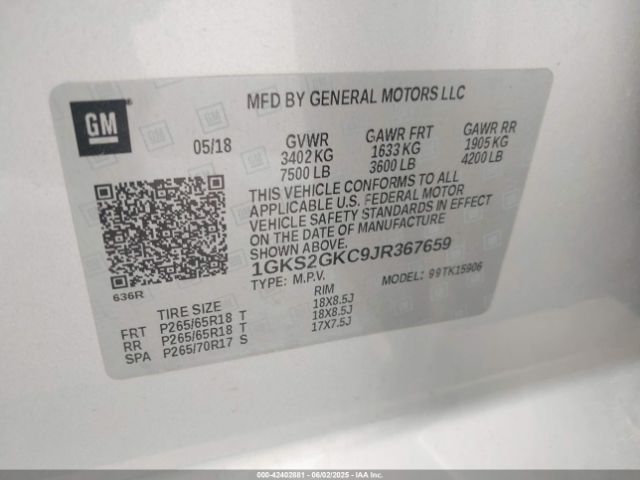 GM
MFD BY GENERAL MOTORS LLC
05/18 GVWR GAWR FRT GAWR RR
3402 KG 1633 KG 1905 KG
7500 LB 3600 LB 4200 LB
THIS VEHICLE CONFORMS TO ALL
APPLICABLE U.S. FEDERAL MOTOR
VEHICLE SAFETY STANDARDS IN EFFECT
ON THE DATE OF MANUFACTURE
SHOWN ABOVE.
1GKS2GKC9JR367659
636R
TYPE: M.P.V. MODEL: 99TK15906
TIRE SIZE RIM
FRT P265/65R18 T 18X8.5J
RR P265/65R18 T 18X8.5J
SPA P265/70R17 S 17X7.5J
000-42402681 | 06/02/2025 - IAA Inc.